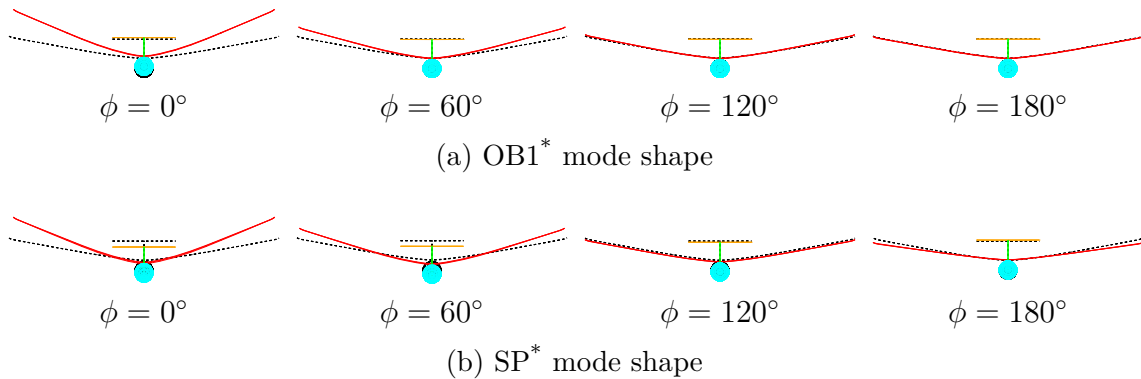 ϕ = 0° ϕ = 60° ϕ = 120° ϕ = 180°
(a) OB1* mode shape
ϕ = 0° ϕ = 60° ϕ = 120° ϕ = 180°
(b) SP* mode shape